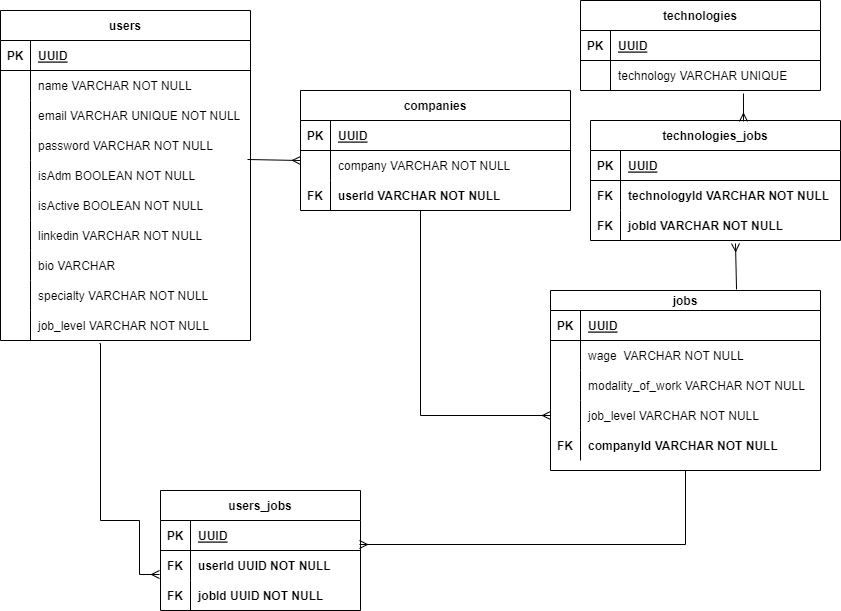 users
PK UUID
name VARCHAR NOT NULL
email VARCHAR UNIQUE NOT NULL
password VARCHAR NOT NULL
isAdm BOOLEAN NOT NULL
isActive BOOLEAN NOT NULL
linkedin VARCHAR NOT NULL
bio VARCHAR
specialty VARCHAR NOT NULL
job_level VARCHAR NOT NULL
companies
PK UUID
company VARCHAR NOT NULL
FK userId VARCHAR NOT NULL
technologies
PK UUID
technology VARCHAR UNIQUE
technologies_jobs
PK UUID
FK technologyId VARCHAR NOT NULL
FK jobId VARCHAR NOT NULL
jobs
PK UUID
wage  VARCHAR NOT NULL
modality_of_work VARCHAR NOT NULL
job_level VARCHAR NOT NULL
FK companyId VARCHAR NOT NULL
users_jobs
PK UUID
FK userId UUID NOT NULL
FK jobId UUID NOT NULL